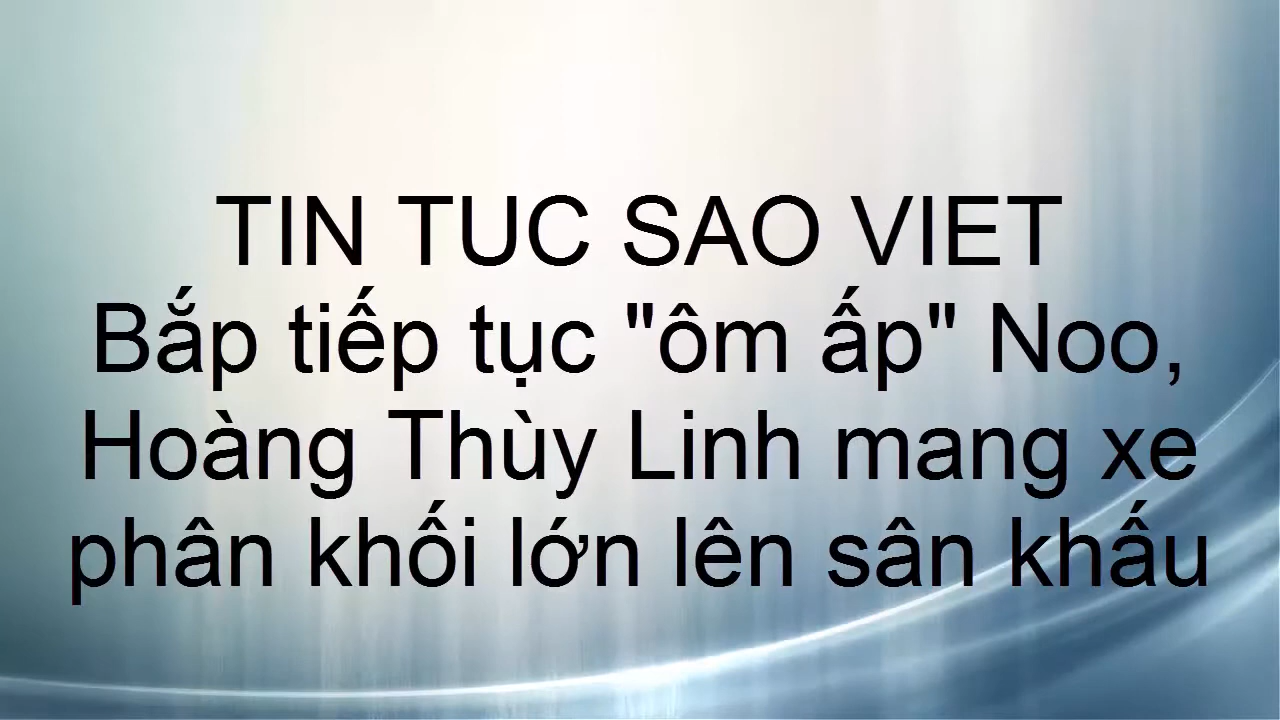 TIN TUC SAO VIET
Bắp tiếp tục "ôm ấp" Noo,
Hoàng Thùy Linh mang xe
phân khối lớn lên sân khấu